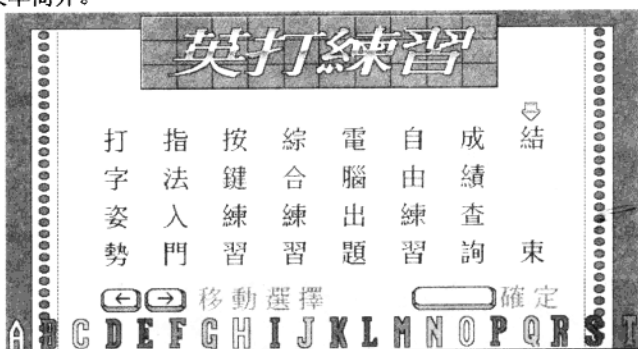 英打練習
打字姿勢
指法入門
按鍵練習
綜合練習
電腦出題
自由練習
成績查詢
結束
←→移動選擇 確定
A B C D E F G H I J K L M N O P Q R S T